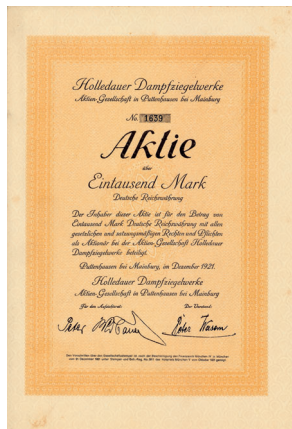 Holledauer Dampfziegelwerke
Aktien-Gesellschaft in Puttenhausen bei Mainburg
No. 1639
Aktie
über
Eintausend Mark
Deutsche Reichswährung
Der Inhaber dieser Aktie ist für den Betrag von
Eintausend Mark Deutsche Reichswährung mit allen
gesetzlichen und satzungsmäßigen Rechten und Pflichten
als Aktionär bei der Aktien-Gesellschaft Holledauer
Dampfziegelwerke beteiligt.
Puttenhausen bei Mainburg, im Dezember 1921.
Holledauer Dampfziegelwerke
Aktien-Gesellschaft in Puttenhausen bei Mainburg
Für den Aufsichtsrat: Der Vorstand: